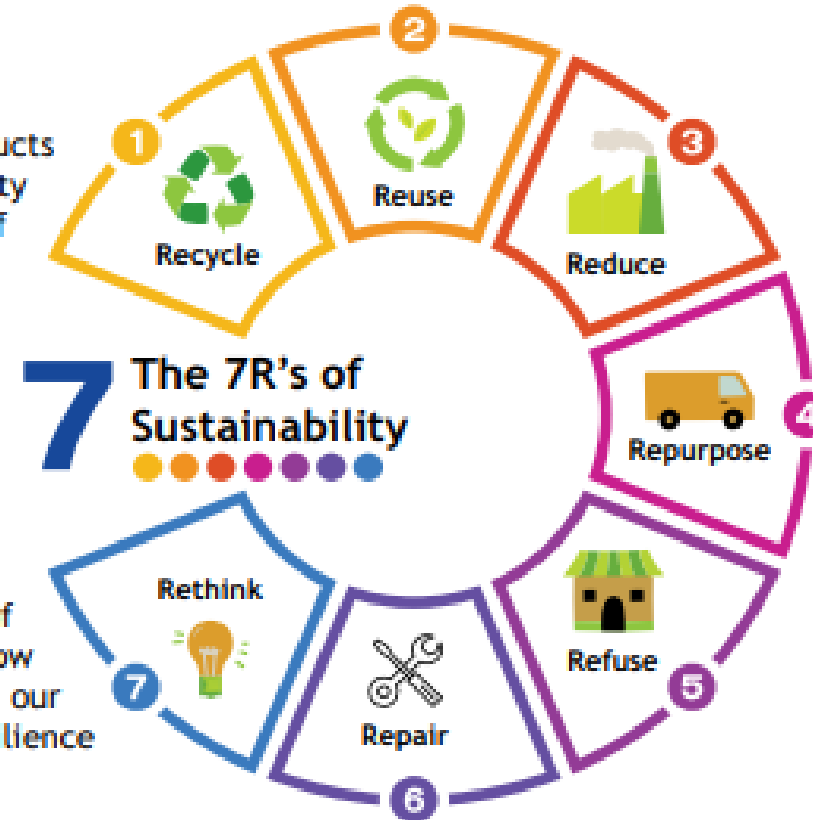 2
1
3
ucts
ty
f
Reuse
Recycle
Reduce
7
The 7R's of
Sustainability
4
Repurpose
Rethink
f
ow
our
lience
7
Refuse
5
Repair
6